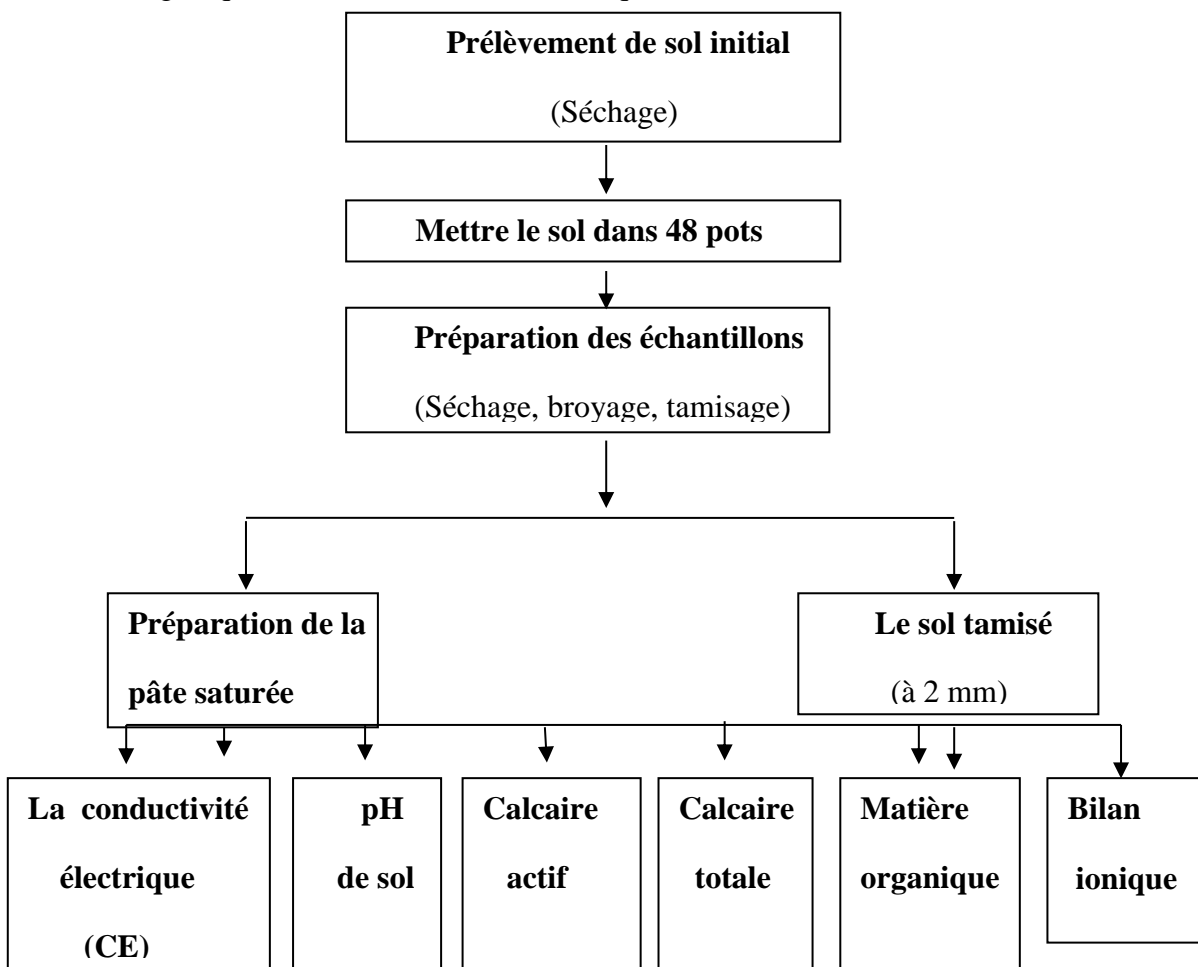 Prélèvement de sol initial
(Séchage)
Mettre le sol dans 48 pots
Préparation des échantillons
(Séchage, broyage, tamisage)
Préparation de la
pâte saturée
Le sol tamisé
(à 2 mm)
La conductivité
électrique
(CE)
pH
de sol
Calcaire
actif
Calcaire
totale
Matière
organique
Bilan
ionique